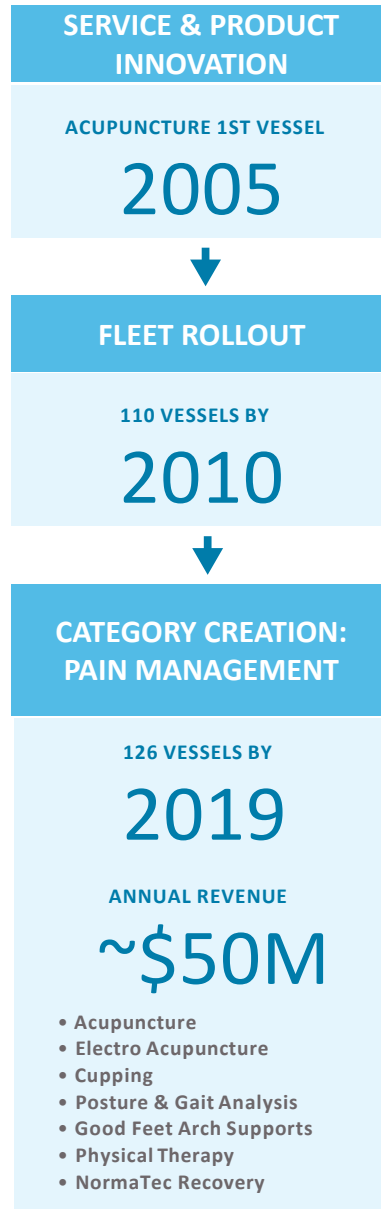 SERVICE & PRODUCT
INNOVATION
ACUPUNCTURE 1ST VESSEL
2005
FLEET ROLLOUT
110 VESSELS BY
2010
CATEGORY CREATION:
PAIN MANAGEMENT
126 VESSELS BY
2019
ANNUAL REVENUE
~$50M
• Acupuncture
• Electro Acupuncture
• Cupping
• Posture & Gait Analysis
• Good Feet Arch Supports
• Physical Therapy
• NormaTec Recovery